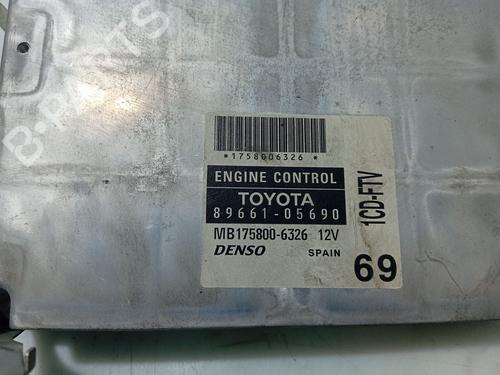 B-PARTS
*1758006326*
ENGINE CONTROL
TOYOTA
89661-05690
MB175800-6326 12V
DENSO SPAIN
1CD-FTV
69